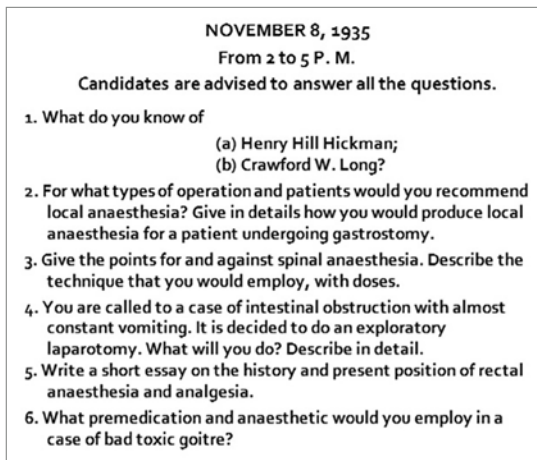 NOVEMBER 8, 1935
From 2 to 5 P. M.
Candidates are advised to answer all the questions.
1. What do you know of
(a) Henry Hill Hickman;
(b) Crawford W. Long?
2. For what types of operation and patients would you recommend
local anaesthesia? Give in details how you would produce local
anaesthesia for a patient undergoing gastrostomy.
3. Give the points for and against spinal anaesthesia. Describe the
technique that you would employ, with doses.
4. You are called to a case of intestinal obstruction with almost
constant vomiting. It is decided to do an exploratory
laparotomy. What will you do? Describe in detail.
5. Write a short essay on the history and present position of rectal
anaesthesia and analgesia.
6. What premedication and anaesthetic would you employ in a
case of bad toxic goitre?